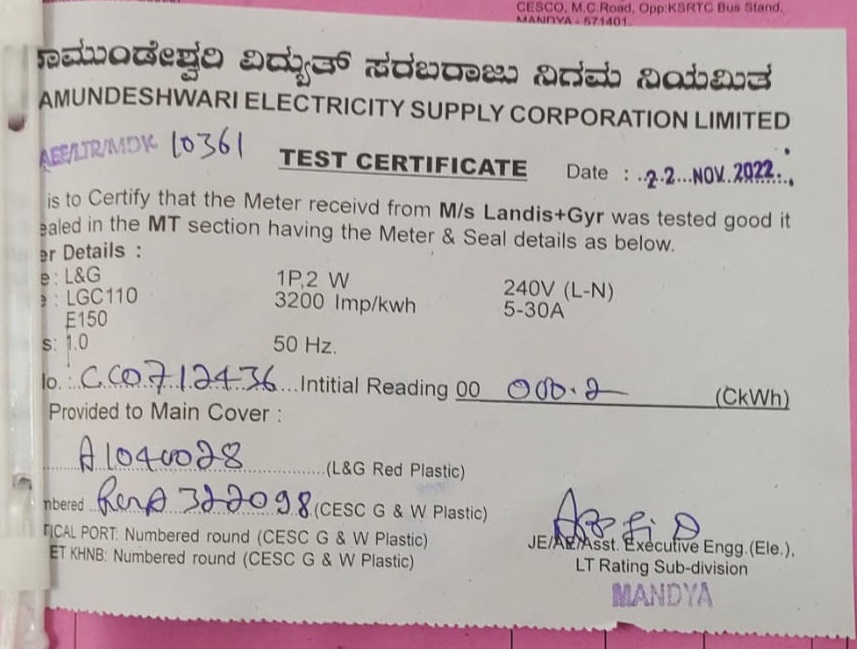 CESCO, M.C.Road, Opp:KSRTC Bus Stand,
MANDYA - 571401.
ಚಾಮುಂಡೇಶ್ವರಿ ವಿದ್ಯುತ್ ಸರಬರಾಜು ನಿಗಮ ನಿಯಮಿತ
AMUNDESHWARI ELECTRICITY SUPPLY CORPORATION LIMITED
AEE/LTR/MDK 10361 TEST CERTIFICATE Date : 22 NOV 2022
is to Certify that the Meter receivd from M/s Landis+Gyr was tested good it
ealed in the MT section having the Meter & Seal details as below.
er Details :
e : L&G 1P,2 W 240V (L-N)
e : LGC110 3200 Imp/kwh 5-30A
E150
s: 1.0 50 Hz.
lo. : CC0712436 Intitial Reading 00 000.2 (CkWh)
Provided to Main Cover :
A1040028 (L&G Red Plastic)
nbered 322098 (CESC G & W Plastic)
TICAL PORT: Numbered round (CESC G & W Plastic)
ET KHNB: Numbered round (CESC G & W Plastic)
JE/AE/Asst. Executive Engg.(Ele.),
LT Rating Sub-division
MANDYA